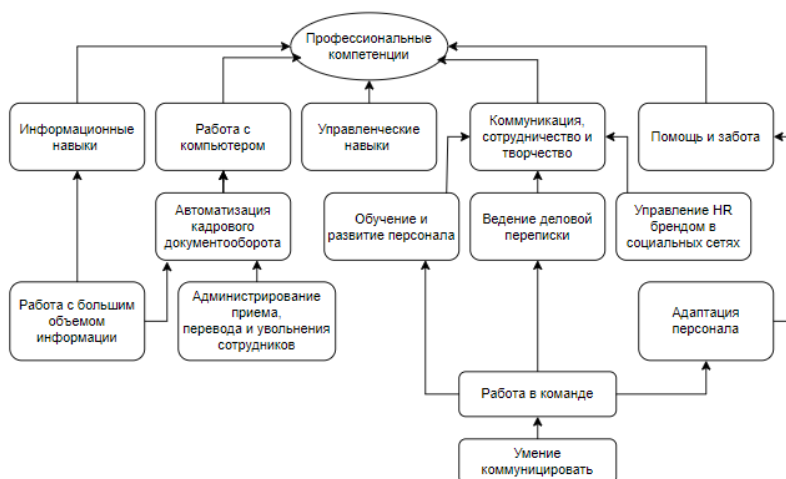 Профессиональные
компетенции
Информационные
навыки
Работа с
компьютером
Управленческие
навыки
Коммуникация,
сотрудничество и
творчество
Помощь и забота
Автоматизация
кадрового
документооборота
Обучение и
развитие персонала
Ведение деловой
переписки
Управление HR
брендом в
социальных сетях
Работа с большим
объемом
информации
Администрирование
приема,
перевода и увольнения
сотрудников
Адаптация
персонала
Работа в команде
Умение
коммуницировать